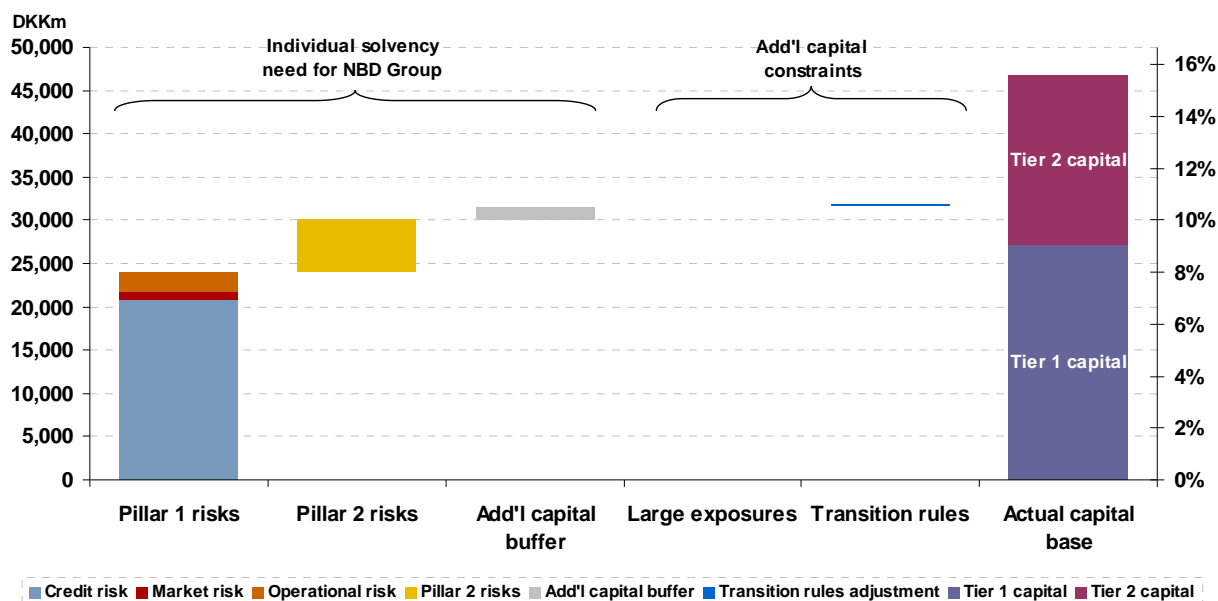 DKKm
50,000
45,000
40,000
35,000
30,000
25,000
20,000
15,000
10,000
5,000
0
Individual solvency
need for NBD Group
Add'l capital
constraints
16%
14%
12%
10%
8%
6%
4%
2%
0%
Tier 2 capital
Tier 1 capital
Pillar 1 risks
Pillar 2 risks
Add'l capital
buffer
Large exposures
Transition rules
Actual capital
base
Credit risk Market risk Operational risk Pillar 2 risks Add'l capital buffer Transition rules adjustment Tier 1 capital Tier 2 capital